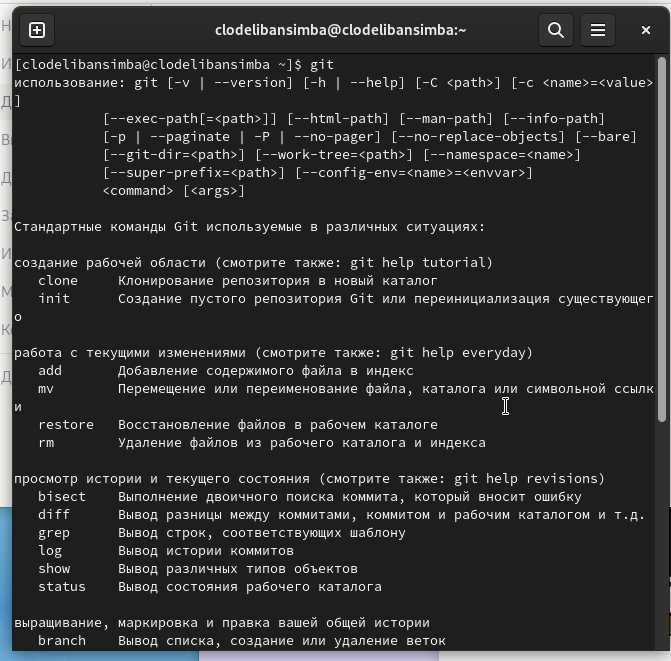 clodelibansimba@clodelibansimba:~
[clodelibansimba@clodelibansimba ~]$ git
использование: git [-v | --version] [-h | --help] [-C <path>] [-c <name>=<value>
]
[--exec-path[=<path>]] [--html-path] [--man-path] [--info-path]
[-p | --paginate | -P | --no-pager] [--no-replace-objects] [--bare]
[--git-dir=<path>] [--work-tree=<path>] [--namespace=<name>]
[--super-prefix=<path>] [--config-env=<name>=<envvar>]
<command> [<args>]
Стандартные команды Git используемые в различных ситуациях:
создание рабочей области (смотрите также: git help tutorial)
clone Клонирование репозитория в новый каталог
init Создание пустого репозитория Git или переинициализация существующег
о
работа с текущими изменениями (смотрите также: git help everyday)
add Добавление содержимого файла в индекс
mv Перемещение или переименование файла, каталога или символьной ссылк
и
restore Восстановление файлов в рабочем каталоге
rm Удаление файлов из рабочего каталога и индекса
просмотр истории и текущего состояния (смотрите также: git help revisions)
bisect Выполнение двоичного поиска коммита, который вносит ошибку
diff Вывод разницы между коммитами, коммитом и рабочим каталогом и т.д.
grep Вывод строк, соответствующих шаблону
log Вывод истории коммитов
show Вывод различных типов объектов
status Вывод состояния рабочего каталога
выращивание, маркировка и правка вашей общей истории
branch Вывод списка, создание или удаление веток